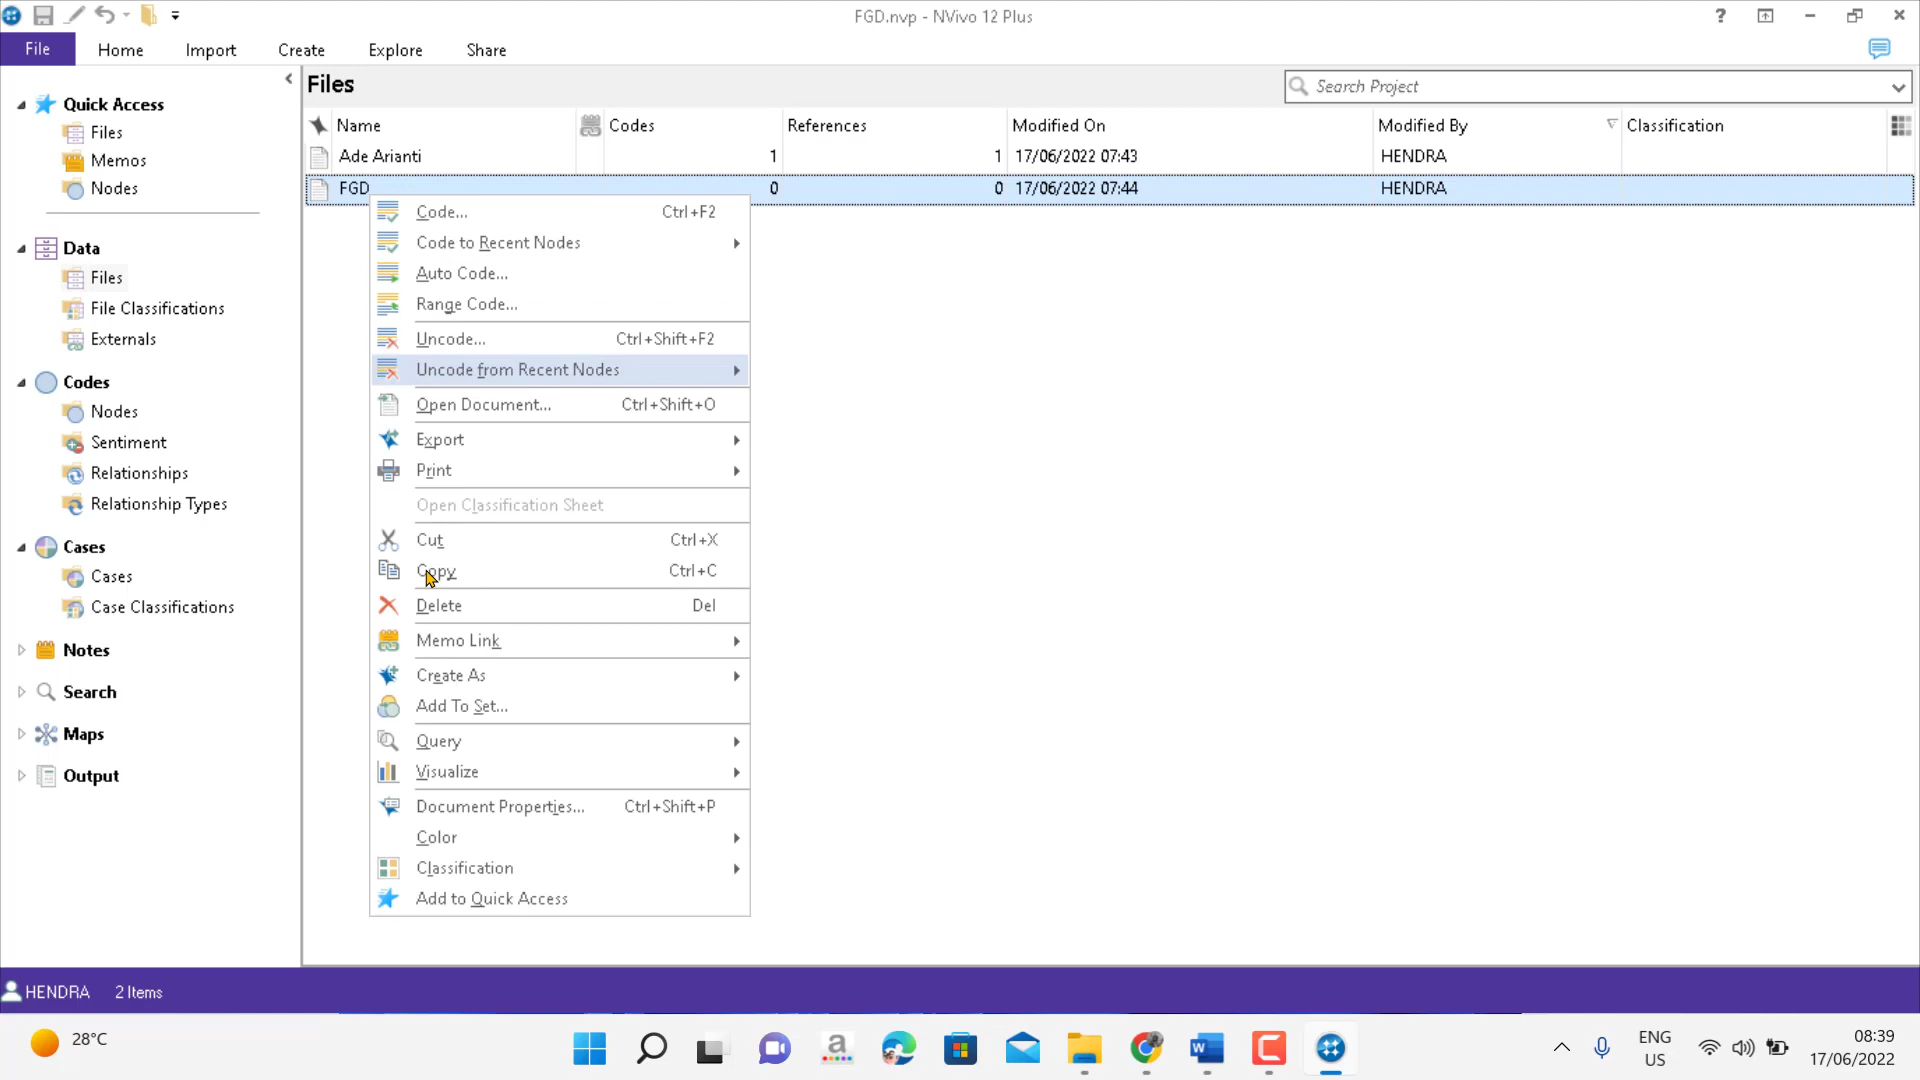 FGD.nvp - NVivo 12 Plus
?
File Home Import Create Explore Share
Quick Access
Files
Memos
Nodes
Data
Files
File Classifications
Externals
Codes
Nodes
Sentiment
Relationships
Relationship Types
Cases
Cases
Case Classifications
Notes
Search
Maps
Output
Files
Search Project
Name Codes References Modified On Modified By Classification
Ade Arianti 1 1 17/06/2022 07:43 HENDRA
FGD 0 0 17/06/2022 07:44 HENDRA
Code... Ctrl+F2
Code to Recent Nodes
Auto Code...
Range Code...
Uncode... Ctrl+Shift+F2
Uncode from Recent Nodes
Open Document... Ctrl+Shift+O
Export
Print
Open Classification Sheet
Cut Ctrl+X
Copy Ctrl+C
Delete Del
Memo Link
Create As
Add To Set...
Query
Visualize
Document Properties... Ctrl+Shift+P
Color
Classification
Add to Quick Access
HENDRA 2 Items
28°C
ENG
US
08:39
17/06/2022